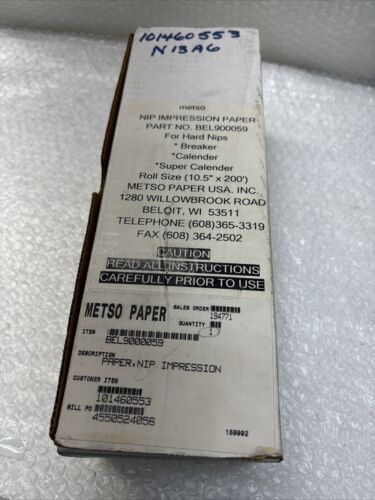 101460553
N13A6
metso
NIP IMPRESSION PAPER
PART NO. BEL900059
For Hard Nips
* Breaker
*Calender
*Super Calender
Roll Size (10.5" x 200')
METSO PAPER USA. INC.
1280 WILLOWBROOK ROAD
BELOIT, WI 53511
TELEPHONE (608)365-3319
FAX (608) 364-2502
CAUTION
READ ALL INSTRUCTIONS
CAREFULLY PRIOR TO USE
METSO PAPER
SALES ORDER
194771
QUANTITY
1
ITEM
BEL9000059
DESCRIPTION
PAPER,NIP IMPRESSION
CUSTOMER ITEM
101460553
MILL PO
4550524056
159992